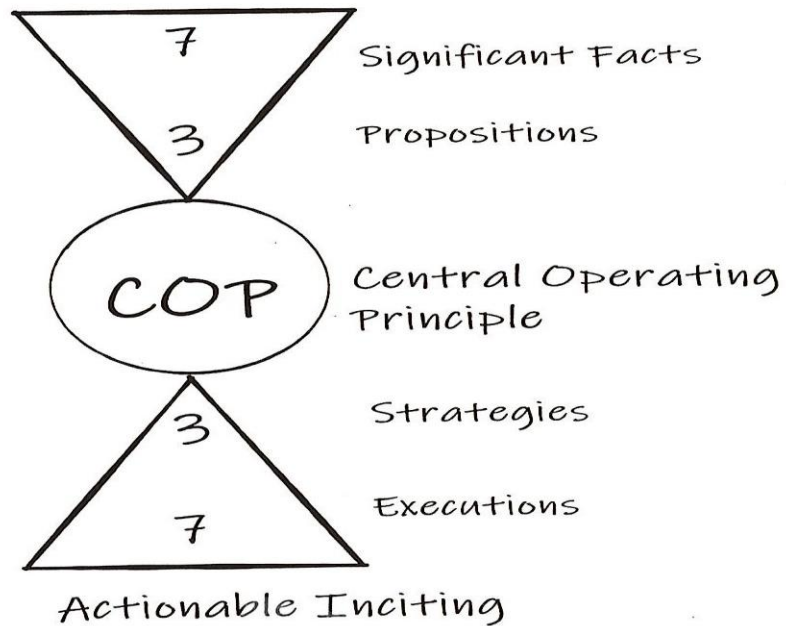 7
Significant Facts
3
Propositions
COP
Central Operating
Principle
3
Strategies
Executions
7
Actionable Inciting